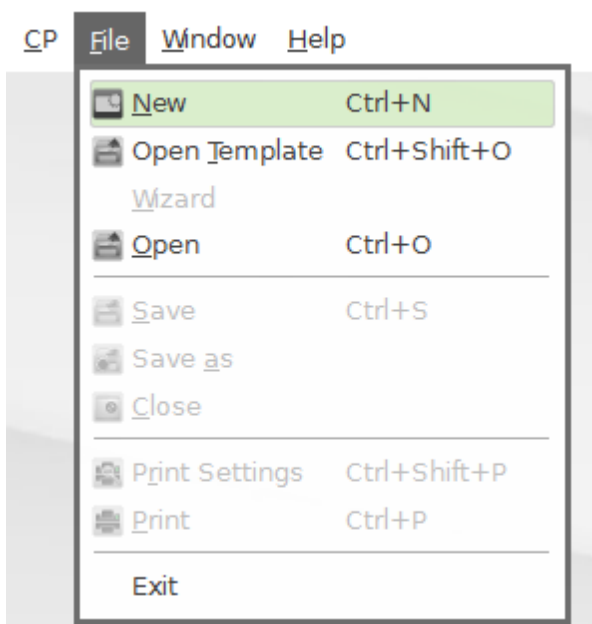 CP File Window Help
New Ctrl+N
Open Template Ctrl+Shift+O
Wizard
Open Ctrl+O
Save Ctrl+S
Save as
Close
Print Settings Ctrl+Shift+P
Print Ctrl+P
Exit